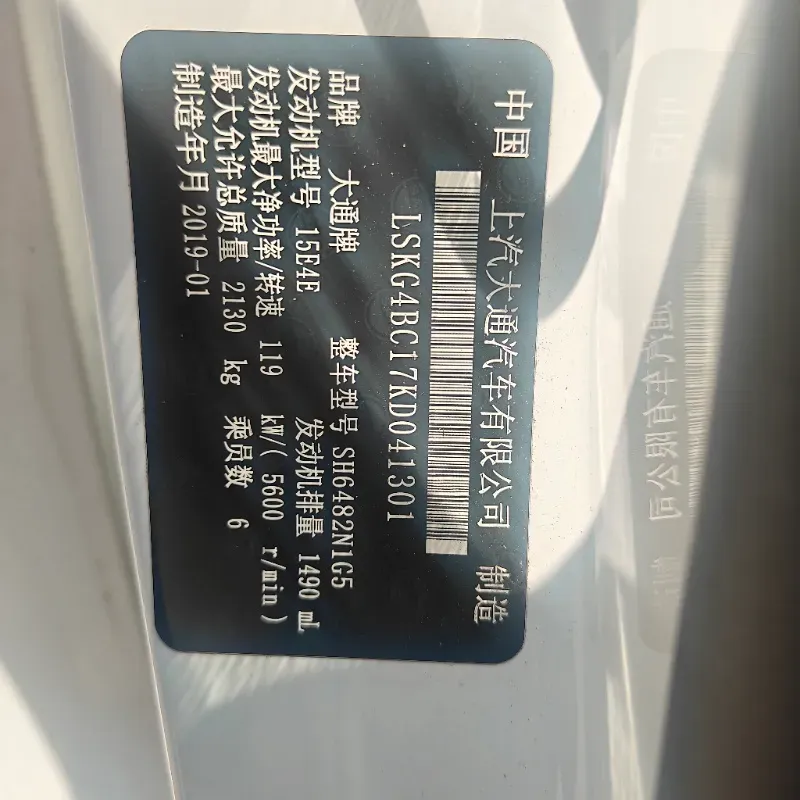 中国 上汽大通汽车有限公司 制造
LSKG4BC17KD041301
品牌 大通牌 整车型号 SH6482N1G5
发动机型号 15E4E 发动机排量 1490 mL
发动机最大净功率/转速 119 kW/( 5600 r/min )
最大允许总质量 2130 kg 乘员数 6
制造年月 2019-01